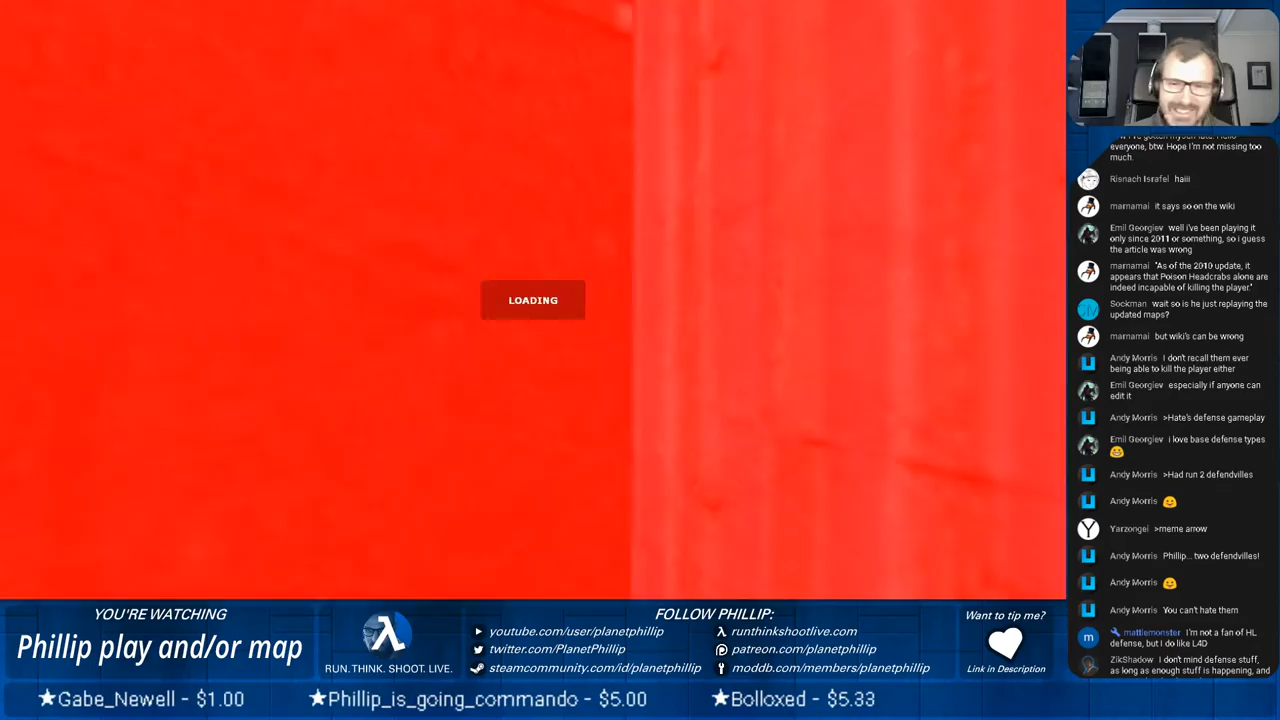 LOADING
everyone, btw. Hope I'm not missing too
much.
Risnach Israfel haiii
marnamai it says so on the wiki
Emil Georgiev well i've been playing it
only since 2011 or something, so i guess
the article was wrong
marnamai "As of the 2010 update, it
appears that Poison Headcrabs alone are
indeed incapable of killing the player."
Sockman wait so is he just replaying the
updated maps?
marnamai but wiki's can be wrong
Andy Morris I don't recall them ever
being able to kill the player either
Emil Georgiev especially if anyone can
edit it
Andy Morris >Hate's defense gameplay
Emil Georgiev i love base defense types
Andy Morris >Had run 2 defendvilles
Andy Morris
Yarzongei >meme arrow
Andy Morris Phillip... two defendvilles!
Andy Morris
Andy Morris You can't hate them
mattlemonster I'm not a fan of HL
defense, but I do like L4D
ZikShadow I don't mind defense stuff,
as long as enough stuff is happening, and
YOU'RE WATCHING
Phillip play and/or map
RUN. THINK. SHOOT. LIVE.
FOLLOW PHILLIP:
youtube.com/user/planetphillip
twitter.com/PlanetPhillip
steamcommunity.com/id/planetphillip
runthinkshootlive.com
patreon.com/planetphillip
moddb.com/members/planetphillip
Want to tip me?
Link in Description
★Gabe_Newell - $1.00
★Phillip_is_going_commando - $5.00
★Bolloxed - $5.33